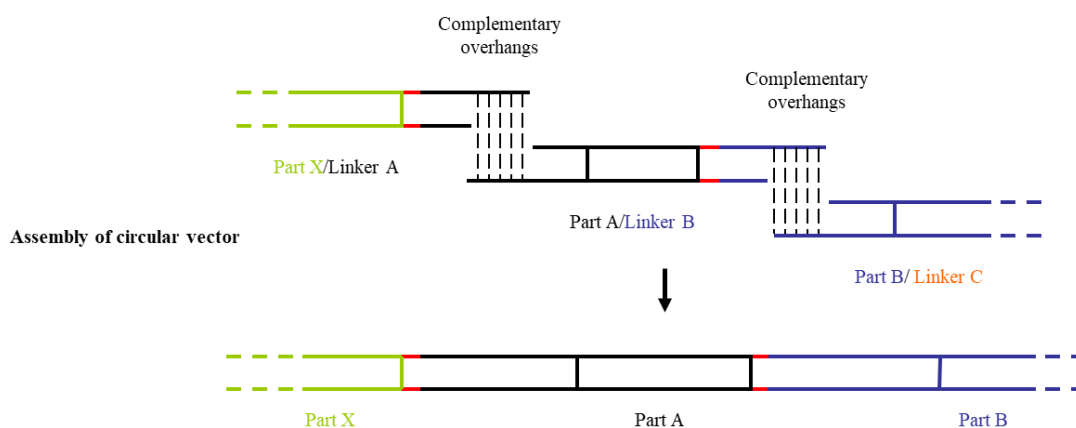 Complementary
overhangs
Complementary
overhangs
Part X/Linker A
Part A/Linker B
Assembly of circular vector
Part B/ Linker C
Part X
Part A
Part B